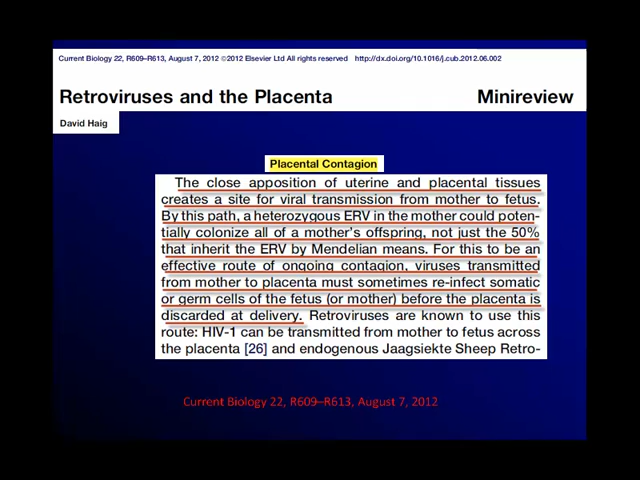 Current Biology 22, R609–R613, August 7, 2012 ©2012 Elsevier Ltd All rights reserved http://dx.doi.org/10.1016/j.cub.2012.06.002
Retroviruses and the Placenta Minireview
David Haig
Placental Contagion
The close apposition of uterine and placental tissues
creates a site for viral transmission from mother to fetus.
By this path, a heterozygous ERV in the mother could poten-
tially colonize all of a mother's offspring, not just the 50%
that inherit the ERV by Mendelian means. For this to be an
effective route of ongoing contagion, viruses transmitted
from mother to placenta must sometimes re-infect somatic
or germ cells of the fetus (or mother) before the placenta is
discarded at delivery. Retroviruses are known to use this
route: HIV-1 can be transmitted from mother to fetus across
the placenta [26] and endogenous Jaagsiekte Sheep Retro-
Current Biology 22, R609–R613, August 7, 2012